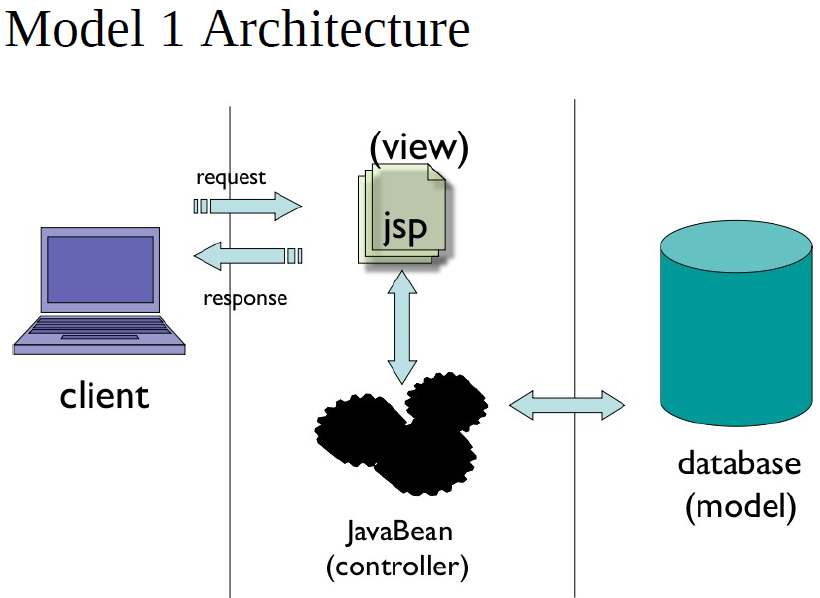 Model 1 Architecture
(view)
request
jsp
response
client
JavaBean
(controller)
database
(model)